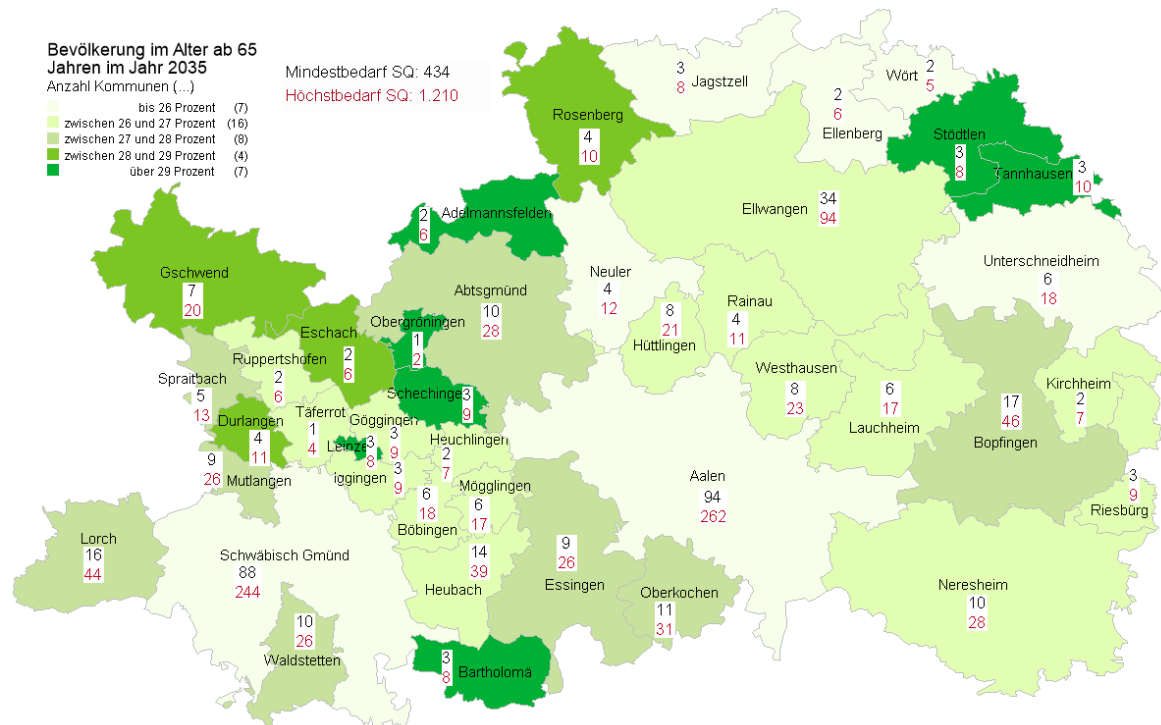 Bevölkerung im Alter ab 65
Jahren im Jahr 2035
Anzahl Kommunen (...)
bis 26 Prozent (7)
zwischen 26 und 27 Prozent (16)
zwischen 27 und 28 Prozent (8)
zwischen 28 und 29 Prozent (4)
über 29 Prozent (7)
Mindestbedarf SQ: 434
Höchstbedarf SQ: 1.210
Jagstzell
3
8
Wört
2
5
Ellenberg
2
6
Rosenberg
4
10
Stödtlen
3
8
Tannhausen
3
10
Ellwangen
34
94
Adelmannsfelden
2
6
Unterschneidheim
6
18
Gschwend
7
20
Neuler
4
12
Abtsgmünd
10
28
Rainau
4
11
Hüttlingen
8
21
Obergröningen
1
2
Eschach
2
6
Ruppertshofen
2
6
Spraitbach
5
13
Schechinge
3
9
Westhausen
8
23
Lauchheim
6
17
Kirchheim
2
7
Bopfingen
17
46
Durlangen
4
11
Täferrot
1
4
Göggingen
3
9
Leinze
3
8
Heuchlingen
2
7
iggingen
3
9
Mutlangen
9
26
Mögglingen
6
17
Böbingen
6
18
Aalen
94
262
Riesbürg
3
9
Lorch
16
44
Schwäbisch Gmünd
88
244
Heubach
14
39
Essingen
9
26
Oberkochen
11
31
Neresheim
10
28
Waldstetten
10
26
Bartholomä
3
8